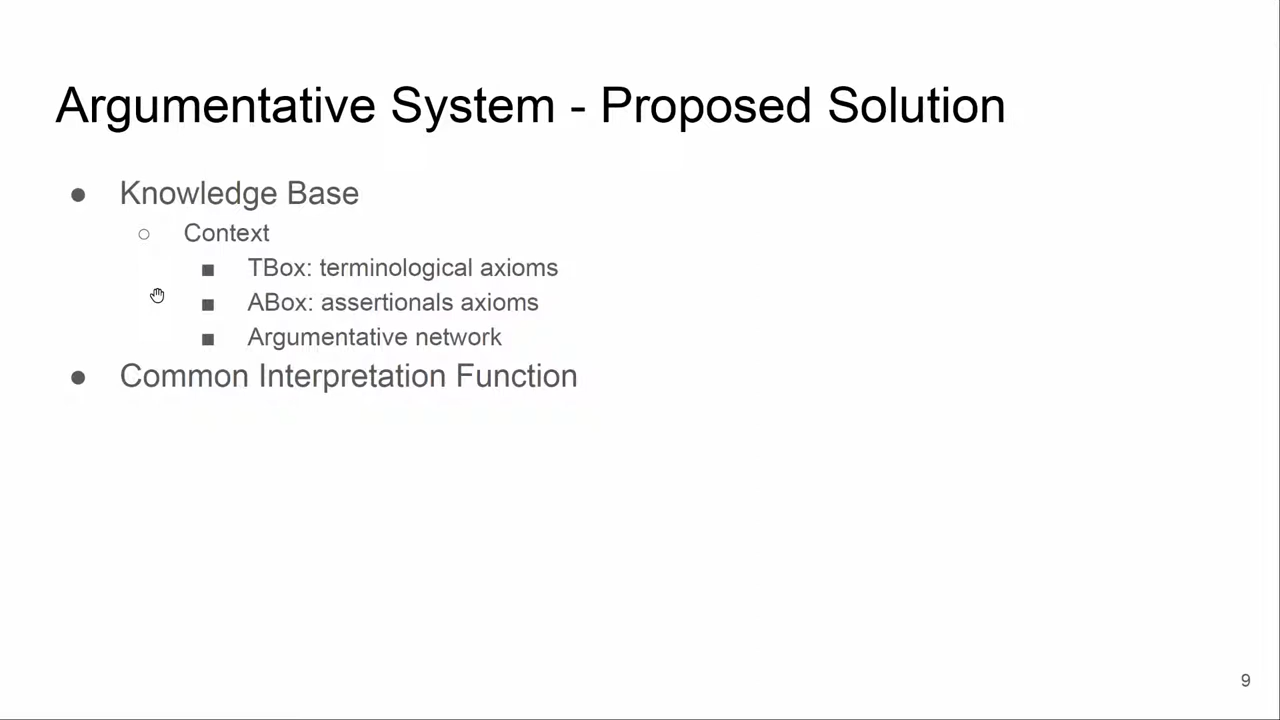 Argumentative System - Proposed Solution
● Knowledge Base
○ Context
■ TBox: terminological axioms
■ ABox: assertionals axioms
■ Argumentative network
● Common Interpretation Function
9